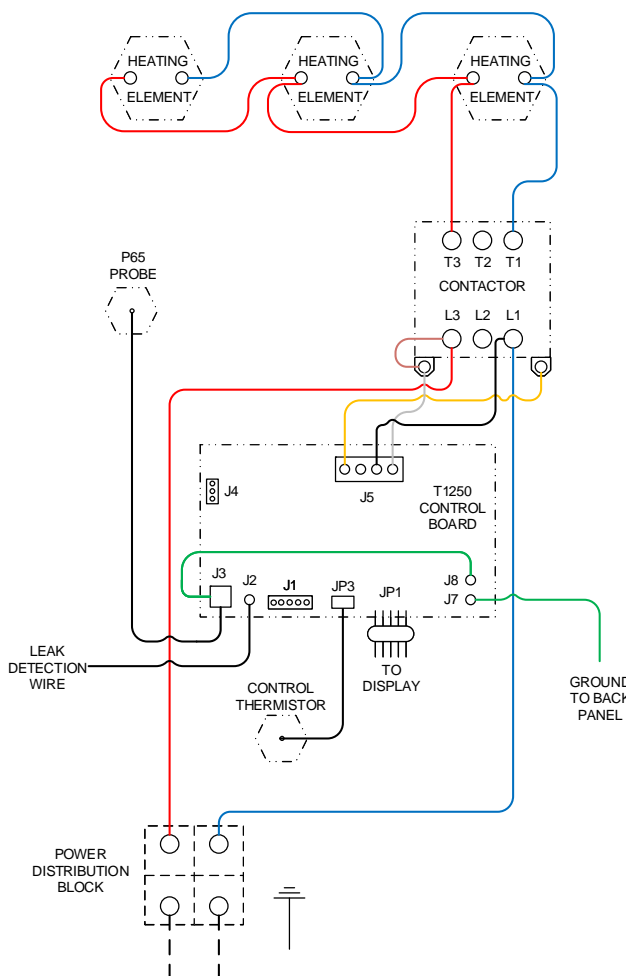 HEATING
ELEMENT
HEATING
ELEMENT
HEATING
ELEMENT
T3 T2 T1
CONTACTOR
L3 L2 L1
P65
PROBE
J4
J5
T1250
CONTROL
BOARD
J3 J2 J1 JP3 JP1 J8
J7
LEAK
DETECTION
WIRE
TO
DISPLAY
CONTROL
THERMISTOR
GROUND
TO BACK
PANEL
POWER
DISTRIBUTION
BLOCK